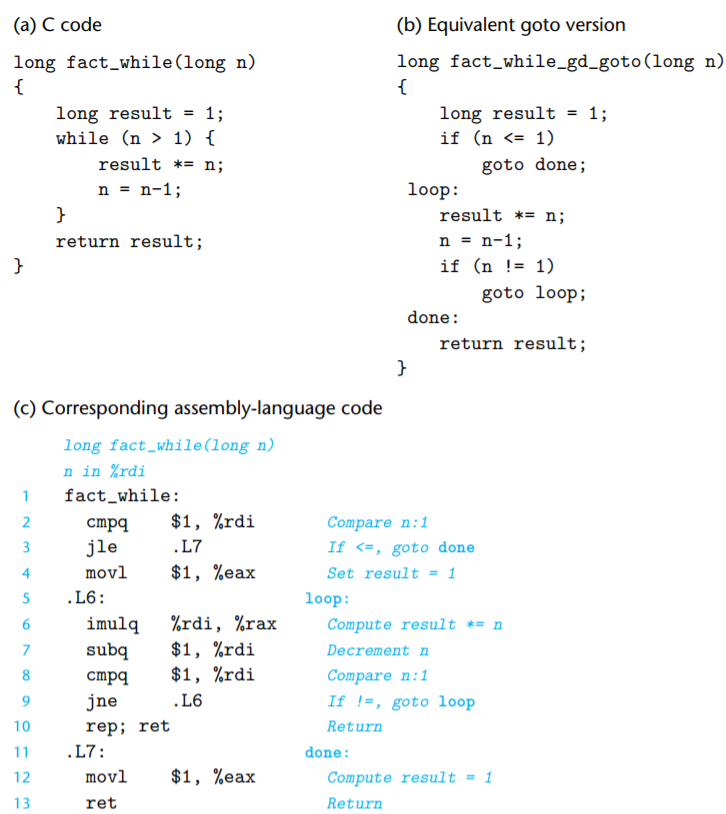 (a) C code
long fact_while(long n)
{
    long result = 1;
    while (n > 1) {
        result *= n;
        n = n-1;
    }
    return result;
}
(b) Equivalent goto version
long fact_while_gd_goto(long n)
{
    long result = 1;
    if (n <= 1)
        goto done;
 loop:
    result *= n;
    n = n-1;
    if (n != 1)
        goto loop;
 done:
    return result;
}
(c) Corresponding assembly-language code
long fact_while(long n)
n in %rdi
1 fact_while:
2 cmpq $1, %rdi Compare n:1
3 jle .L7 If <=, goto done
4 movl $1, %eax Set result = 1
5 .L6: loop:
6 imulq %rdi, %rax Compute result *= n
7 subq $1, %rdi Decrement n
8 cmpq $1, %rdi Compare n:1
9 jne .L6 If !=, goto loop
10 rep; ret Return
11 .L7: done:
12 movl $1, %eax Compute result = 1
13 ret Return